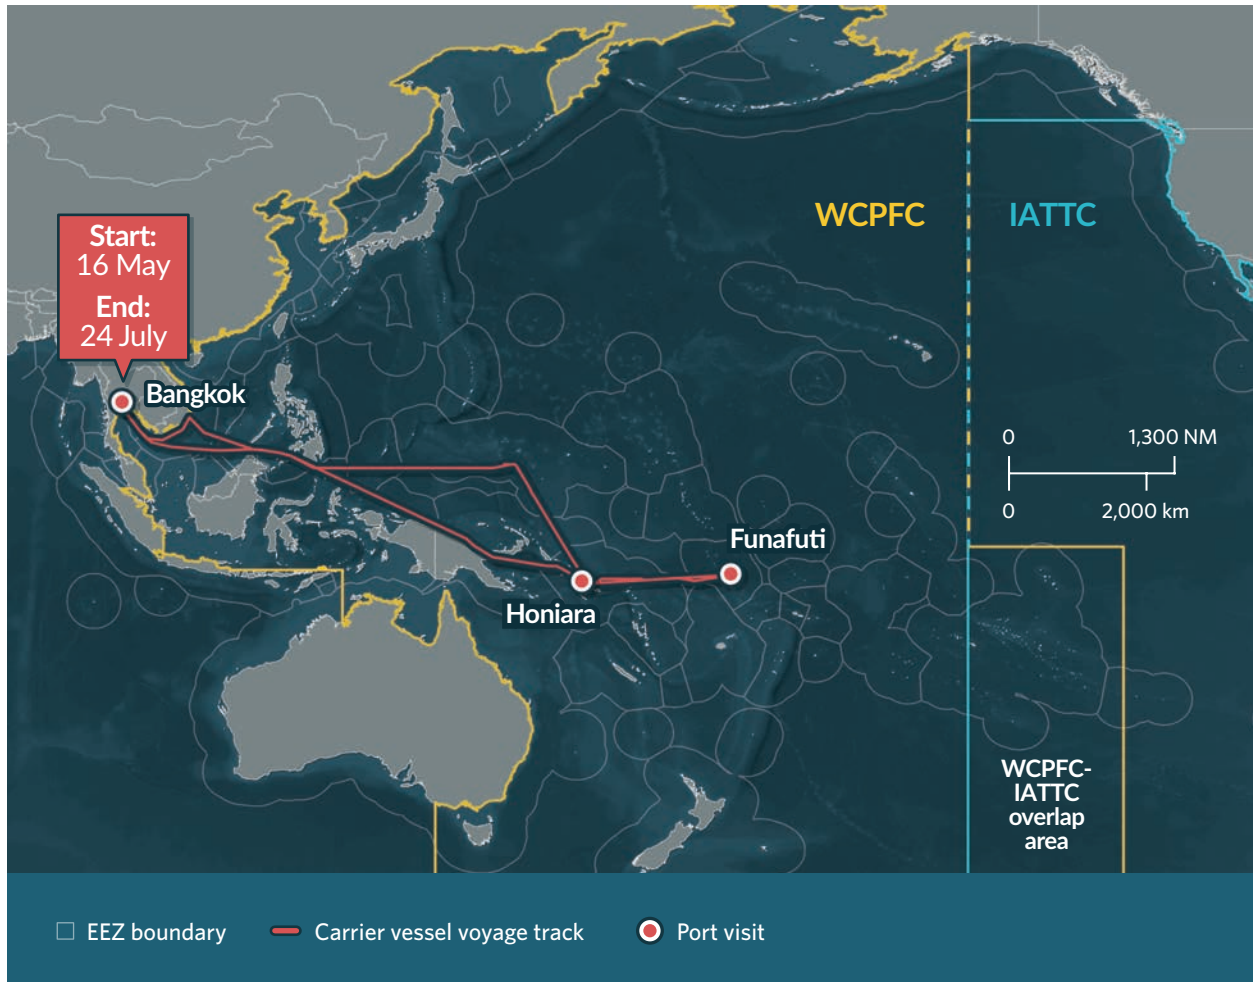 WCPFC
IATTC
Start:
16 May
End:
24 July
Bangkok
0
1,300 NM
0
2,000 km
Funafuti
Honiara
WCPFC-
IATTC
overlap
area
EEZ boundary
Carrier vessel voyage track
Port visit